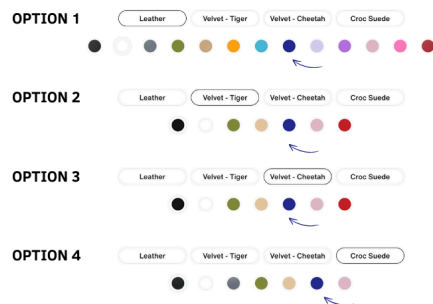 OPTION 1 Leather Velvet - Tiger Velvet - Cheetah Croc Suede
OPTION 2 Leather Velvet - Tiger Velvet - Cheetah Croc Suede
OPTION 3 Leather Velvet - Tiger Velvet - Cheetah Croc Suede
OPTION 4 Leather Velvet - Tiger Velvet - Cheetah Croc Suede